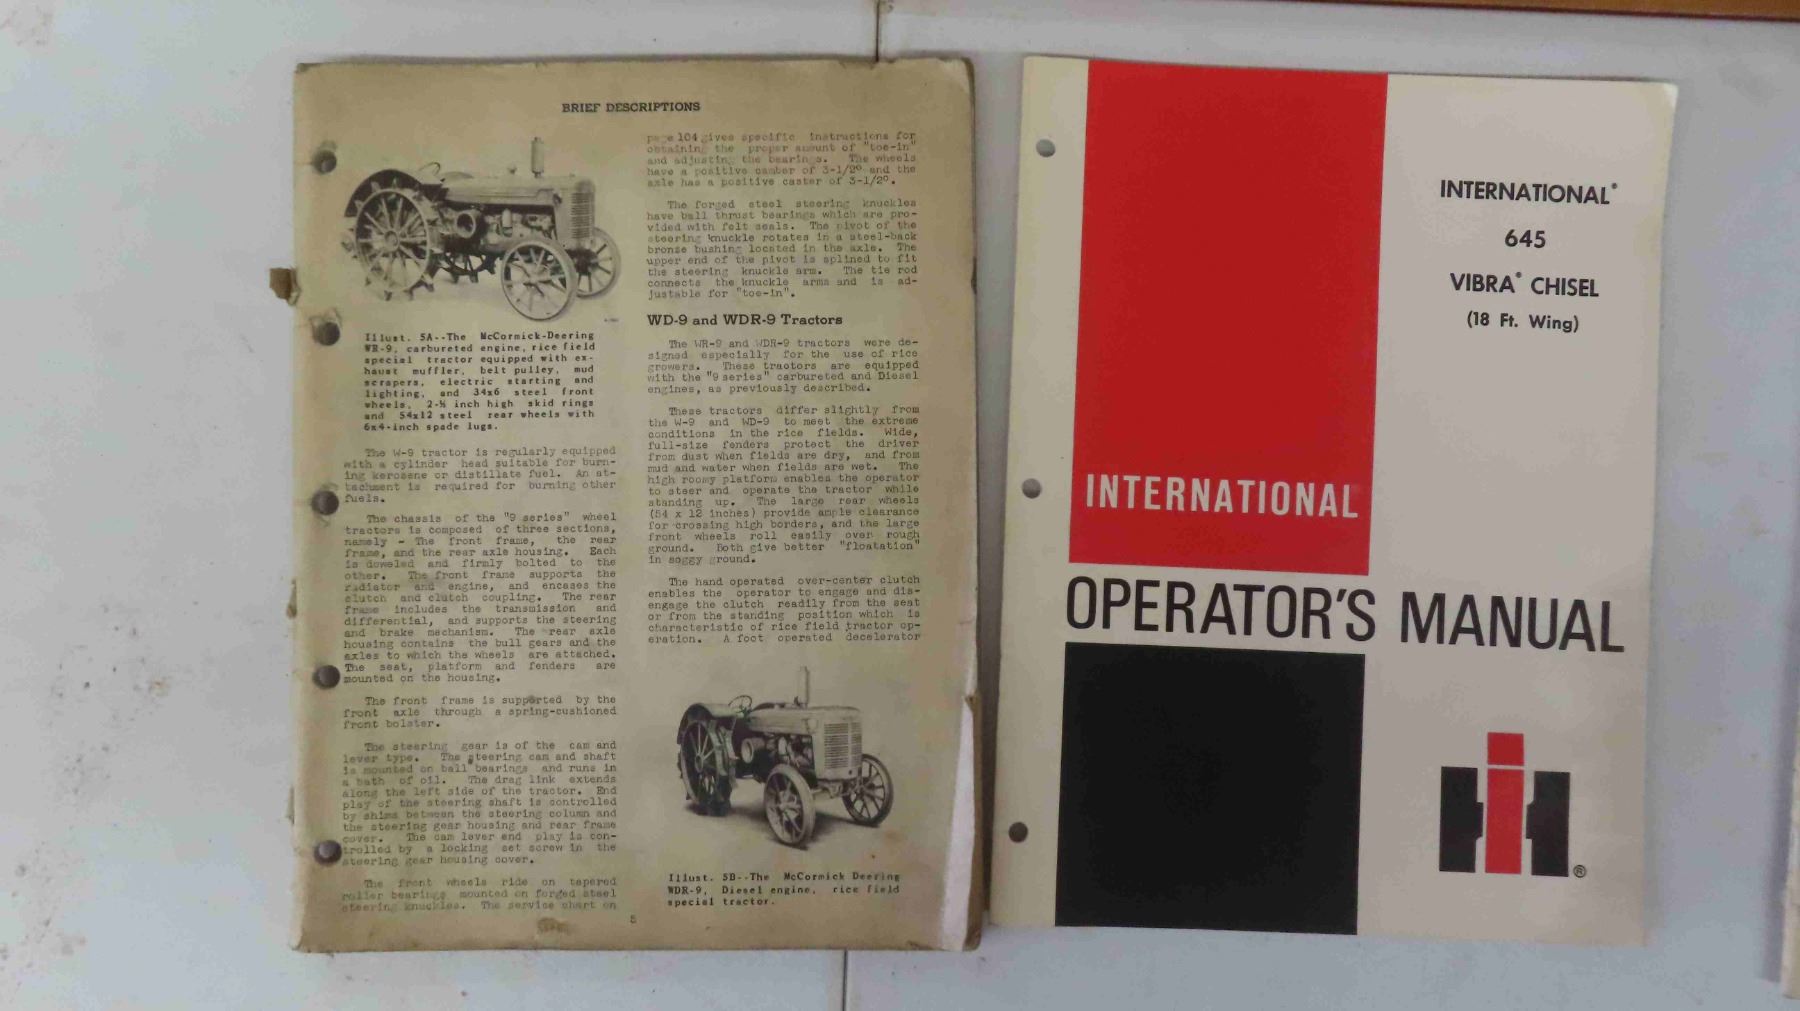 BRIEF DESCRIPTIONS
Illust. 5A--The McCormick-Deering
WR-9, carbureted engine, rice field
special tractor equipped with ex-
haust muffler, belt pulley, mud
scrapers, electric starting and
lighting, and 34x6 steel front
wheels, 2-½ inch high skid rings
and 54x12 steel rear wheels with
6x4-inch spade lugs.
The W-9 tractor is regularly equipped
with a cylinder head suitable for burn-
ing kerosene or distillate fuel. An at-
tachment is required for burning other
fuels.
The chassis of the "9 series" wheel
tractors is composed of three sections,
namely - The front frame, the rear
frame, and the rear axle housing. Each
is doweled and firmly bolted to the
other. The front frame supports the
radiator and engine, and encases the
clutch and clutch coupling. The rear
frame includes the transmission and
differential, and supports the steering
and brake mechanism. The rear axle
housing contains the bull gears and the
axles to which the wheels are attached.
The seat, platform and fenders are
mounted on the housing.
The front frame is supported by the
front axle through a spring-cushioned
front bolster.
The steering gear is of the cam and
lever type. The steering cam and shaft
is mounted on ball bearings and runs in
a bath of oil. The drag link extends
along the left side of the tractor. End
play of the steering shaft is controlled
by shims between the steering column and
the steering gear housing and rear frame
cover. The cam lever end play is con-
trolled by a locking set screw in the
steering gear housing cover.
The front wheels ride on tapered
roller bearings mounted on forged steel
steering knuckles. The service chart on
page 104 gives specific instructions for
obtaining the proper amount of "toe-in"
and adjusting the bearings. The wheels
have a positive camber of 3-1/2° and the
axle has a positive caster of 3-1/2°.
The forged steel steering knuckles
have ball thrust bearings which are pro-
vided with felt seals. The pivot of the
steering knuckle rotates in a steel-back
bronze bushing located in the axle. The
upper end of the pivot is splined to fit
the steering knuckle arm. The tie rod
connects the knuckle arms and is ad-
justable for "toe-in".
WD-9 and WDR-9 Tractors
The WR-9 and WDR-9 tractors were de-
signed especially for the use of rice
growers. These tractors are equipped
with the "9 series" carbureted and Diesel
engines, as previously described.
These tractors differ slightly from
the W-9 and WD-9 to meet the extreme
conditions in the rice fields. Wide,
full-size fenders protect the driver
from dust when fields are dry, and from
mud and water when fields are wet. The
high roomy platform enables the operator
to steer and operate the tractor while
standing up. The large rear wheels
(54 x 12 inches) provide ample clearance
for crossing high borders, and the large
front wheels roll easily over rough
ground. Both give better "floatation"
in soggy ground.
The hand operated over-center clutch
enables the operator to engage and dis-
engage the clutch readily from the seat
or from the standing position which is
characteristic of rice field tractor op-
eration. A foot operated decelerator
Illust. 5B--The McCormick Deering
WDR-9, Diesel engine, rice field
special tractor.
5
INTERNATIONAL®
645
VIBRA® CHISEL
(18 Ft. Wing)
INTERNATIONAL
OPERATOR'S MANUAL
IH®